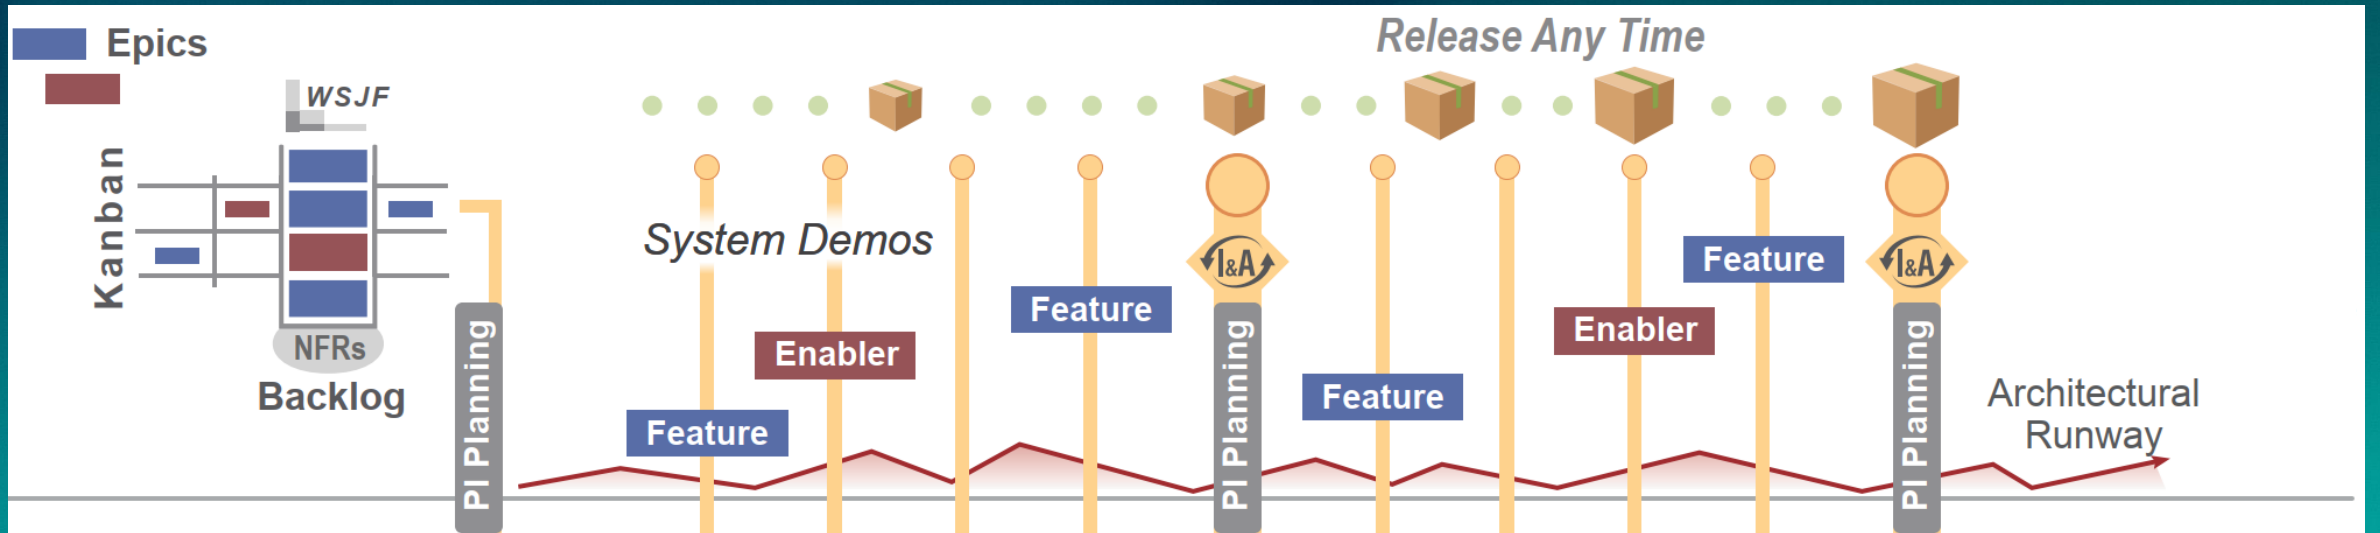 Epics
Release Any Time
WSJF
Kanban
NFRs
Backlog
PI Planning
System Demos
Feature
Enabler
Feature
I&A
PI Planning
Feature
Enabler
Feature
I&A
PI Planning
Architectural
Runway